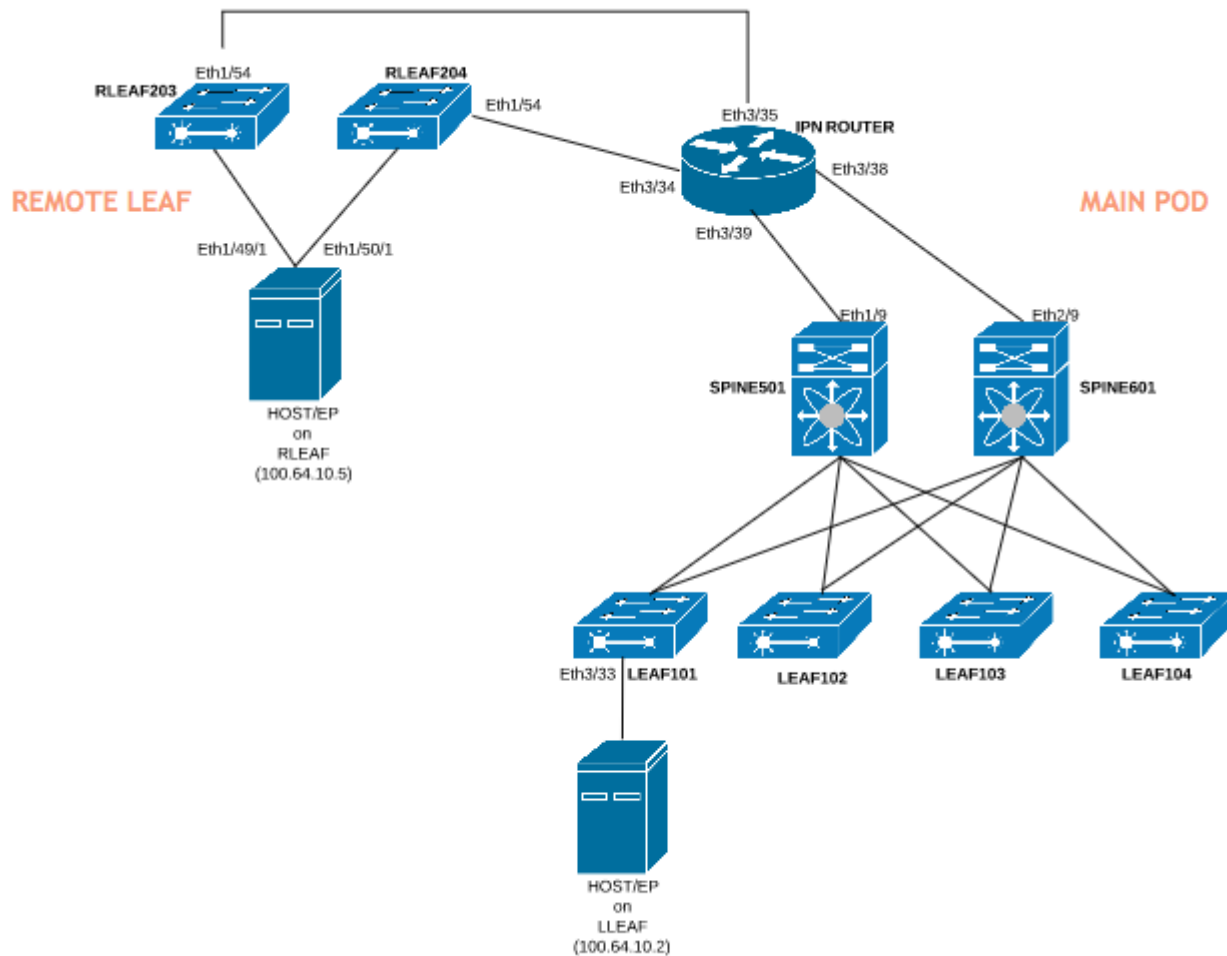 Eth1/54
RLEAF203
RLEAF204
Eth1/54
Eth3/35
IPN ROUTER
Eth3/34
Eth3/38
REMOTE LEAF
MAIN POD
Eth3/39
Eth1/49/1
Eth1/50/1
Eth1/9
Eth2/9
SPINE501
SPINE601
HOST/EP
on
RLEAF
(100.64.10.5)
Eth3/33
LEAF101
LEAF102
LEAF103
LEAF104
HOST/EP
on
LLEAF
(100.64.10.2)